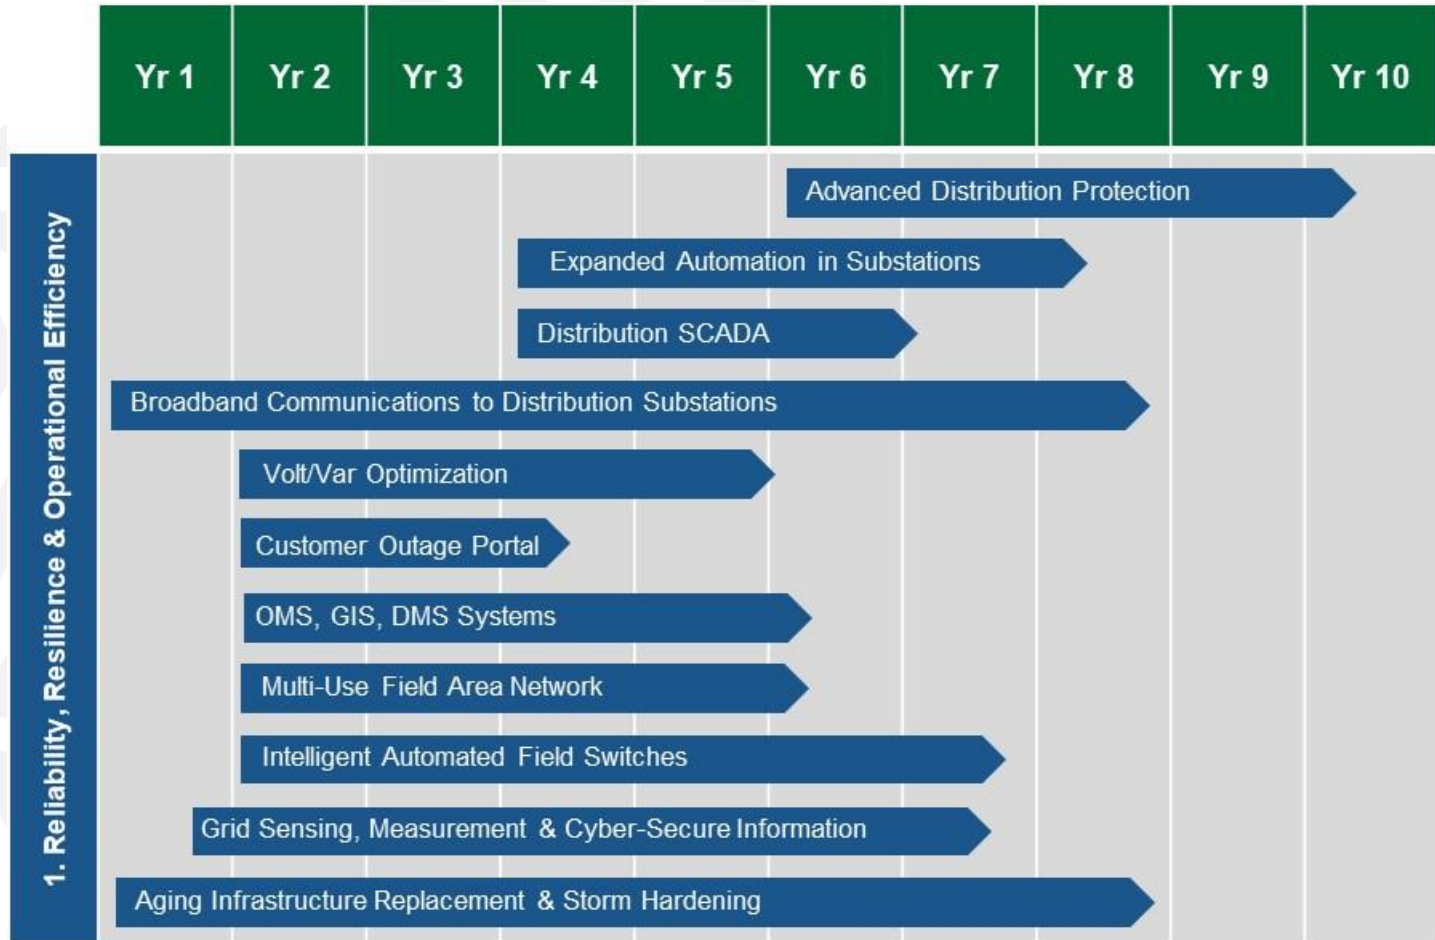 Yr 1 Yr 2 Yr 3 Yr 4 Yr 5 Yr 6 Yr 7 Yr 8 Yr 9 Yr 10
1. Reliability, Resilience & Operational Efficiency
Advanced Distribution Protection
Expanded Automation in Substations
Distribution SCADA
Broadband Communications to Distribution Substations
Volt/Var Optimization
Customer Outage Portal
OMS, GIS, DMS Systems
Multi-Use Field Area Network
Intelligent Automated Field Switches
Grid Sensing, Measurement & Cyber-Secure Information
Aging Infrastructure Replacement & Storm Hardening